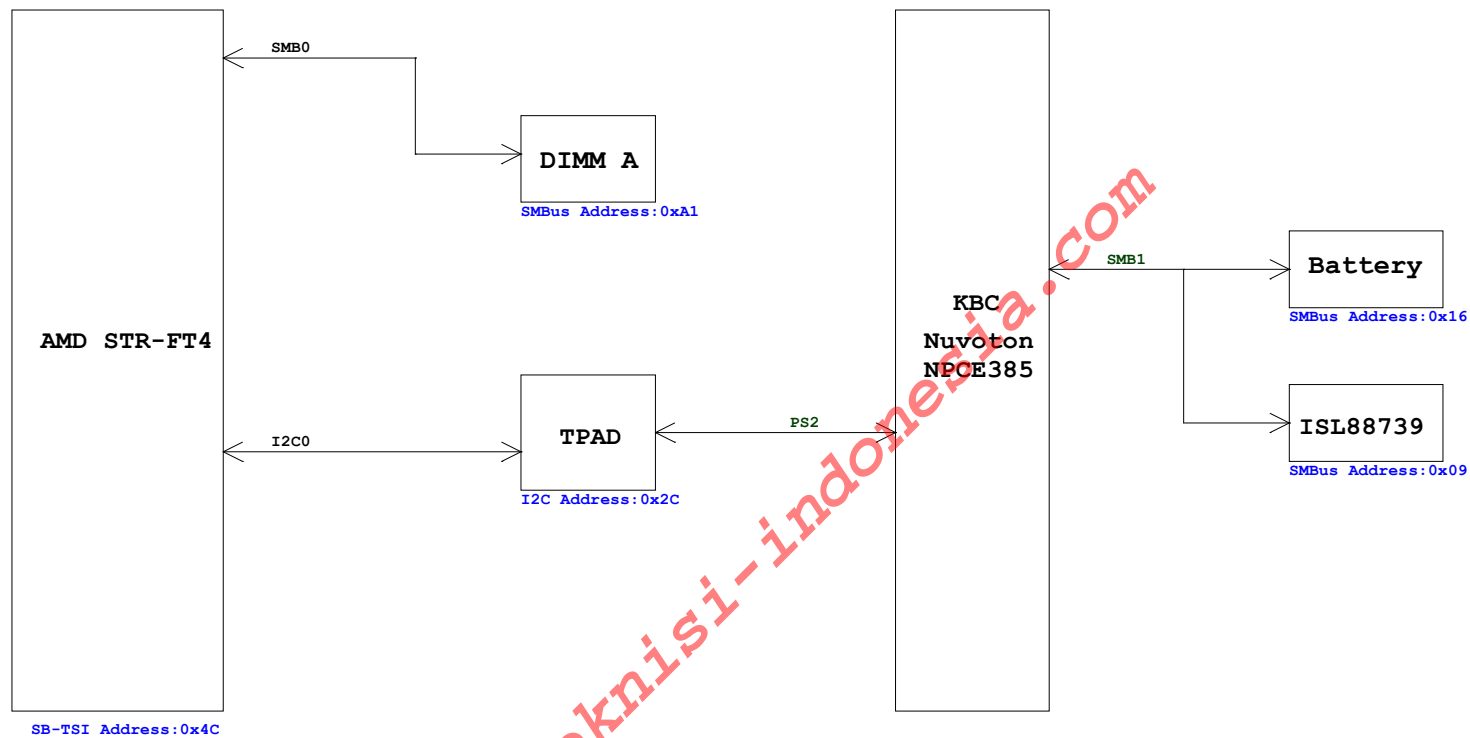 SMB0
DIMM A
SMBus Address:0xA1
SMB1
Battery
SMBus Address:0x16
KBC
Nuvoton
NPCE385
AMD STR-FT4
TPAD
PS2
ISL88739
SMBus Address:0x09
I2C0
I2C Address:0x2C
SB-TSI Address:0x4C
eknisi-indonesia.com